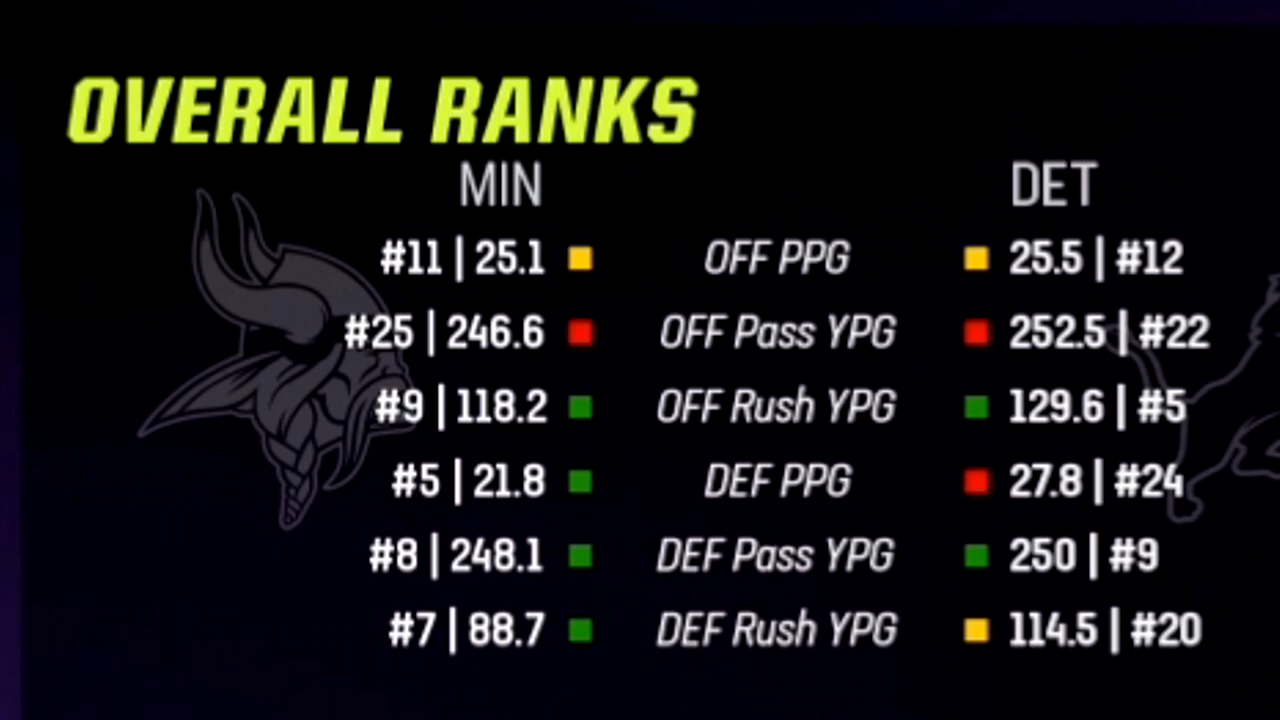 OVERALL RANKS
MIN DET
#11 | 25.1 OFF PPG 25.5 | #12
#25 | 246.6 OFF Pass YPG 252.5 | #22
#9 | 118.2 OFF Rush YPG 129.6 | #5
#5 | 21.8 DEF PPG 27.8 | #24
#8 | 248.1 DEF Pass YPG 250 | #9
#7 | 88.7 DEF Rush YPG 114.5 | #20